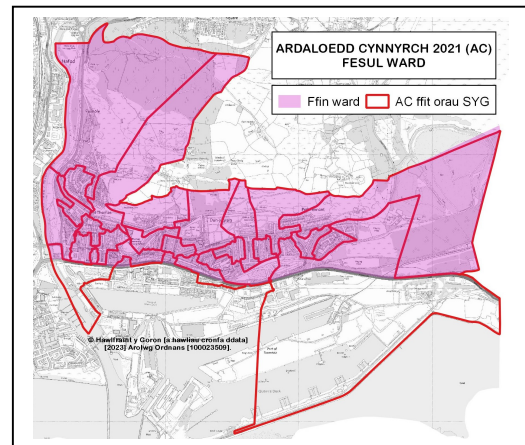 ARDALOEDD CYNNYRCH 2021 (AC)
FESUL WARD
Ffin ward
AC ffit orau SYG
Hafod
© Hawlfraint y Goron [a hawliau cronfa ddata]
[2023] Arolwg Ordnans [100023509].